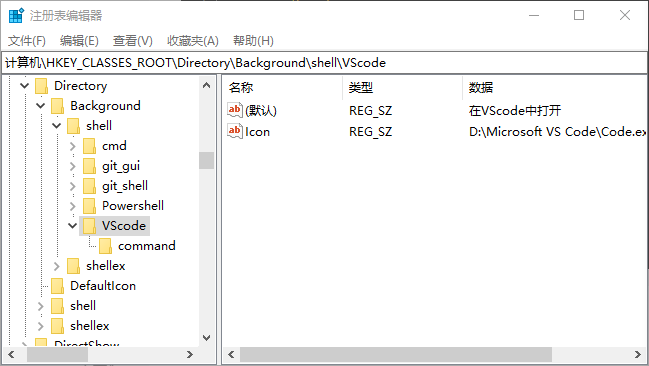 注册表编辑器
文件(F) 编辑(E) 查看(V) 收藏夹(A) 帮助(H)
计算机\HKEY_CLASSES_ROOT\Directory\Background\shell\VScode
Directory
Background
shell
cmd
git_gui
git_shell
Powershell
VScode
command
shellex
DefaultIcon
shell
shellex
DirectShow
名称 类型 数据
(默认) REG_SZ 在VScode中打开
Icon REG_SZ D:\Microsoft VS Code\Code.ex